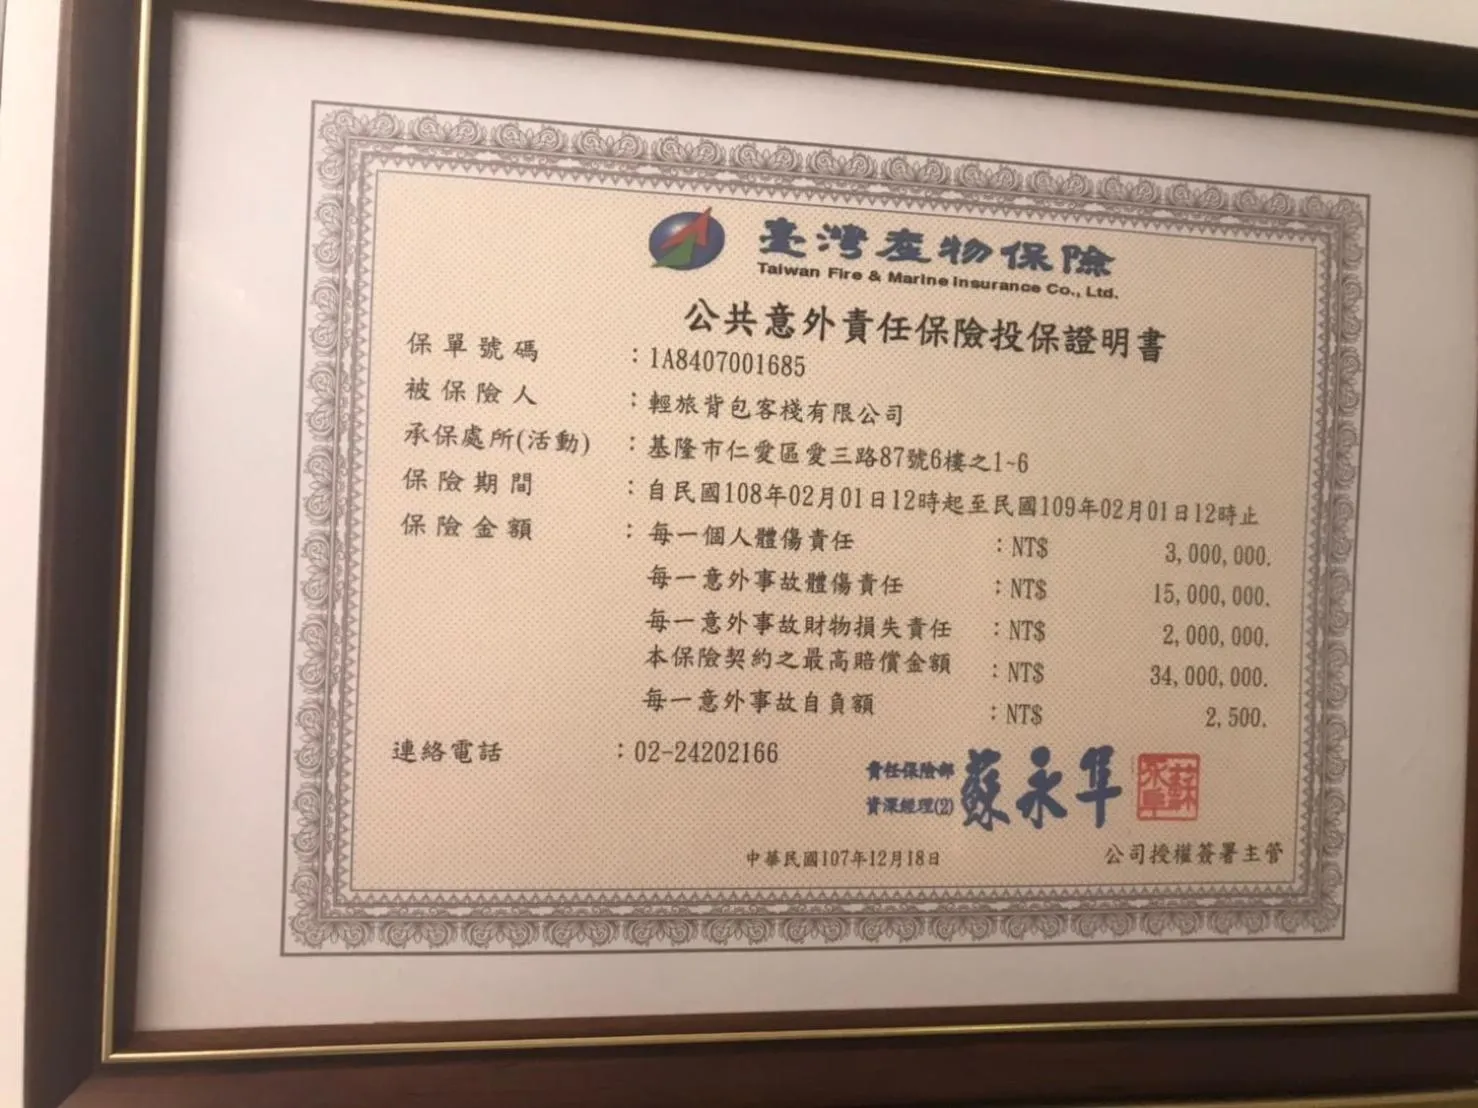 臺灣產物保險
Taiwan Fire & Marine Insurance Co., Ltd.
公共意外責任保險投保證明書
保單號碼：1A8407001685
被保險人：輕旅背包客棧有限公司
承保處所(活動)：基隆市仁愛區愛三路87號6樓之1~6
保險期間：自民國108年02月01日12時起至民國109年02月01日12時止
保險金額：每一個人體傷責任：NT$ 3,000,000.
每一意外事故體傷責任：NT$ 15,000,000.
每一意外事故財物損失責任：NT$ 2,000,000.
本保險契約之最高賠償金額：NT$ 34,000,000.
每一意外事故自負額：NT$ 2,500.
連絡電話：02-24202166
責任保險部
資深經理(2)
蘇永隼
中華民國107年12月18日
公司授權簽署主管